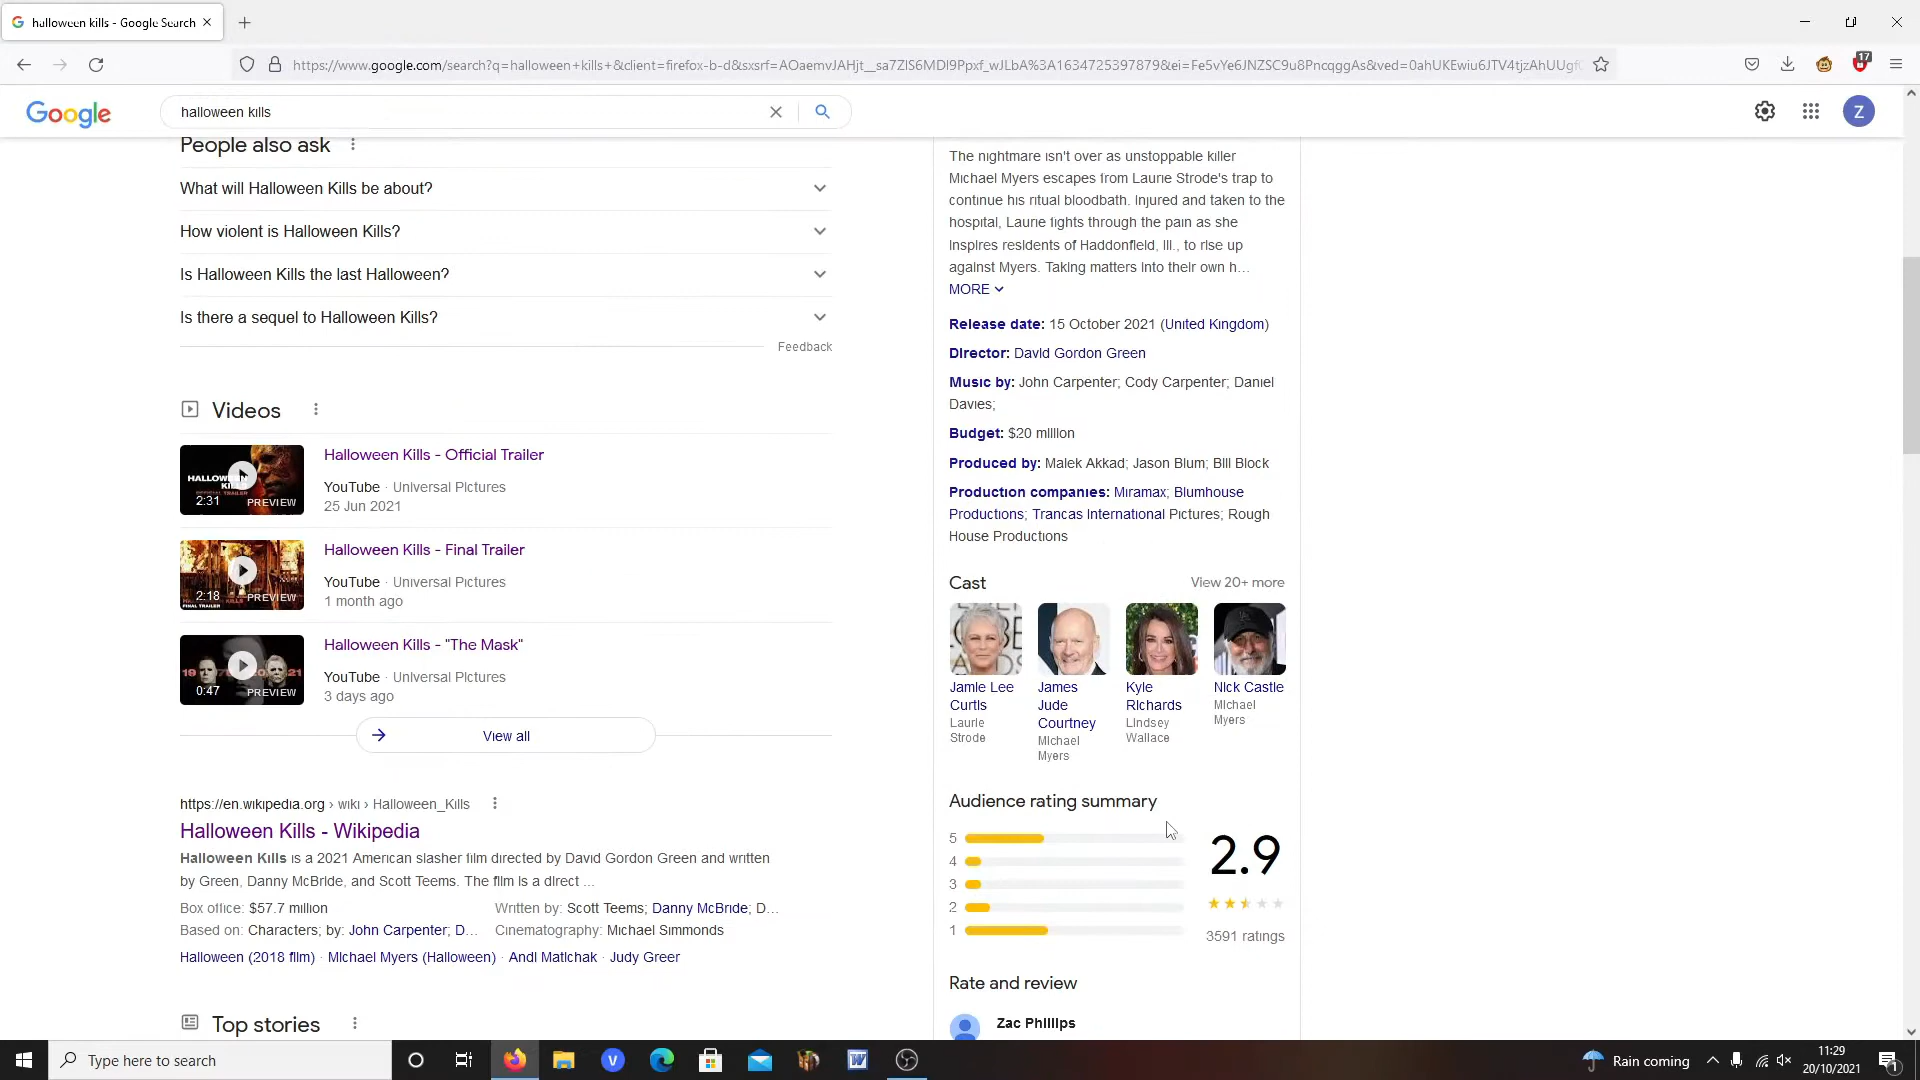 halloween kills - Google Search
https://www.google.com/search?q=halloween+kills+&client=firefox-b-d&sxsrf=AOaemvJAHjt__sa7ZIS6MDI9Ppxf_wJLbA%3A1634725397879&ei=Fe5vYe6JNZSC9u8PncqggAs&ved=0ahUKEwiu6JTV4tjzAhUUgf
17
Google
halloween kills
Z
People also ask
What will Halloween Kills be about?
How violent is Halloween Kills?
Is Halloween Kills the last Halloween?
Is there a sequel to Halloween Kills?
Feedback
Videos
HALLOWEEN
2:31 PREVIEW
Halloween Kills - Official Trailer
YouTube · Universal Pictures
25 Jun 2021
2:18 PREVIEW
FINAL TRAILER
Halloween Kills - Final Trailer
YouTube · Universal Pictures
1 month ago
0:47 PREVIEW
Halloween Kills - "The Mask"
YouTube · Universal Pictures
3 days ago
View all
https://en.wikipedia.org › wiki › Halloween_Kills
Halloween Kills - Wikipedia
Halloween Kills is a 2021 American slasher film directed by David Gordon Green and written
by Green, Danny McBride, and Scott Teems. The film is a direct ...
Box office: $57.7 million
Written by: Scott Teems; Danny McBride; D...
Based on: Characters; by: John Carpenter; D...
Cinematography: Michael Simmonds
Halloween (2018 film) · Michael Myers (Halloween) · Andi Matichak · Judy Greer
Top stories
The nightmare isn't over as unstoppable killer
Michael Myers escapes from Laurie Strode's trap to
continue his ritual bloodbath. Injured and taken to the
hospital, Laurie fights through the pain as she
inspires residents of Haddonfield, Ill., to rise up
against Myers. Taking matters into their own h...
MORE
Release date: 15 October 2021 (United Kingdom)
Director: David Gordon Green
Music by: John Carpenter; Cody Carpenter; Daniel
Davies;
Budget: $20 million
Produced by: Malek Akkad; Jason Blum; Bill Block
Production companies: Miramax; Blumhouse
Productions; Trancas International Pictures; Rough
House Productions
Cast
View 20+ more
Jamie Lee
Curtis
Laurie
Strode
James
Jude
Courtney
Michael
Myers
Kyle
Richards
Lindsey
Wallace
Nick Castle
Michael
Myers
Audience rating summary
5
4
3
2
1
2.9
3591 ratings
Rate and review
Zac Phillips
Type here to search
Rain coming
11:29
20/10/2021
1